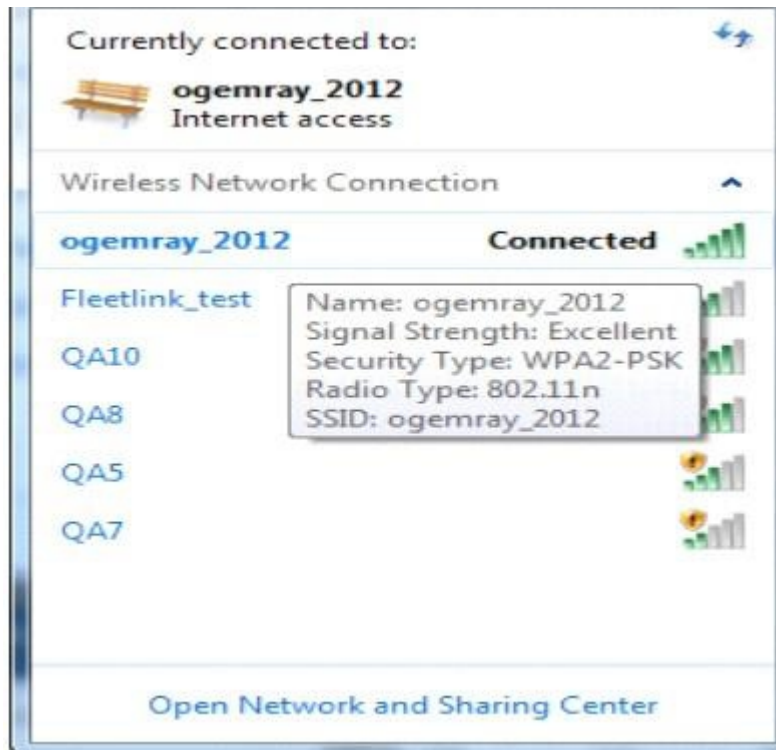 Currently connected to:
ogemray_2012
Internet access
Wireless Network Connection
ogemray_2012 Connected
Fleetlink_test
Name: ogemray_2012
Signal Strength: Excellent
Security Type: WPA2-PSK
Radio Type: 802.11n
SSID: ogemray_2012
QA10
QA8
QA5
QA7
Open Network and Sharing Center